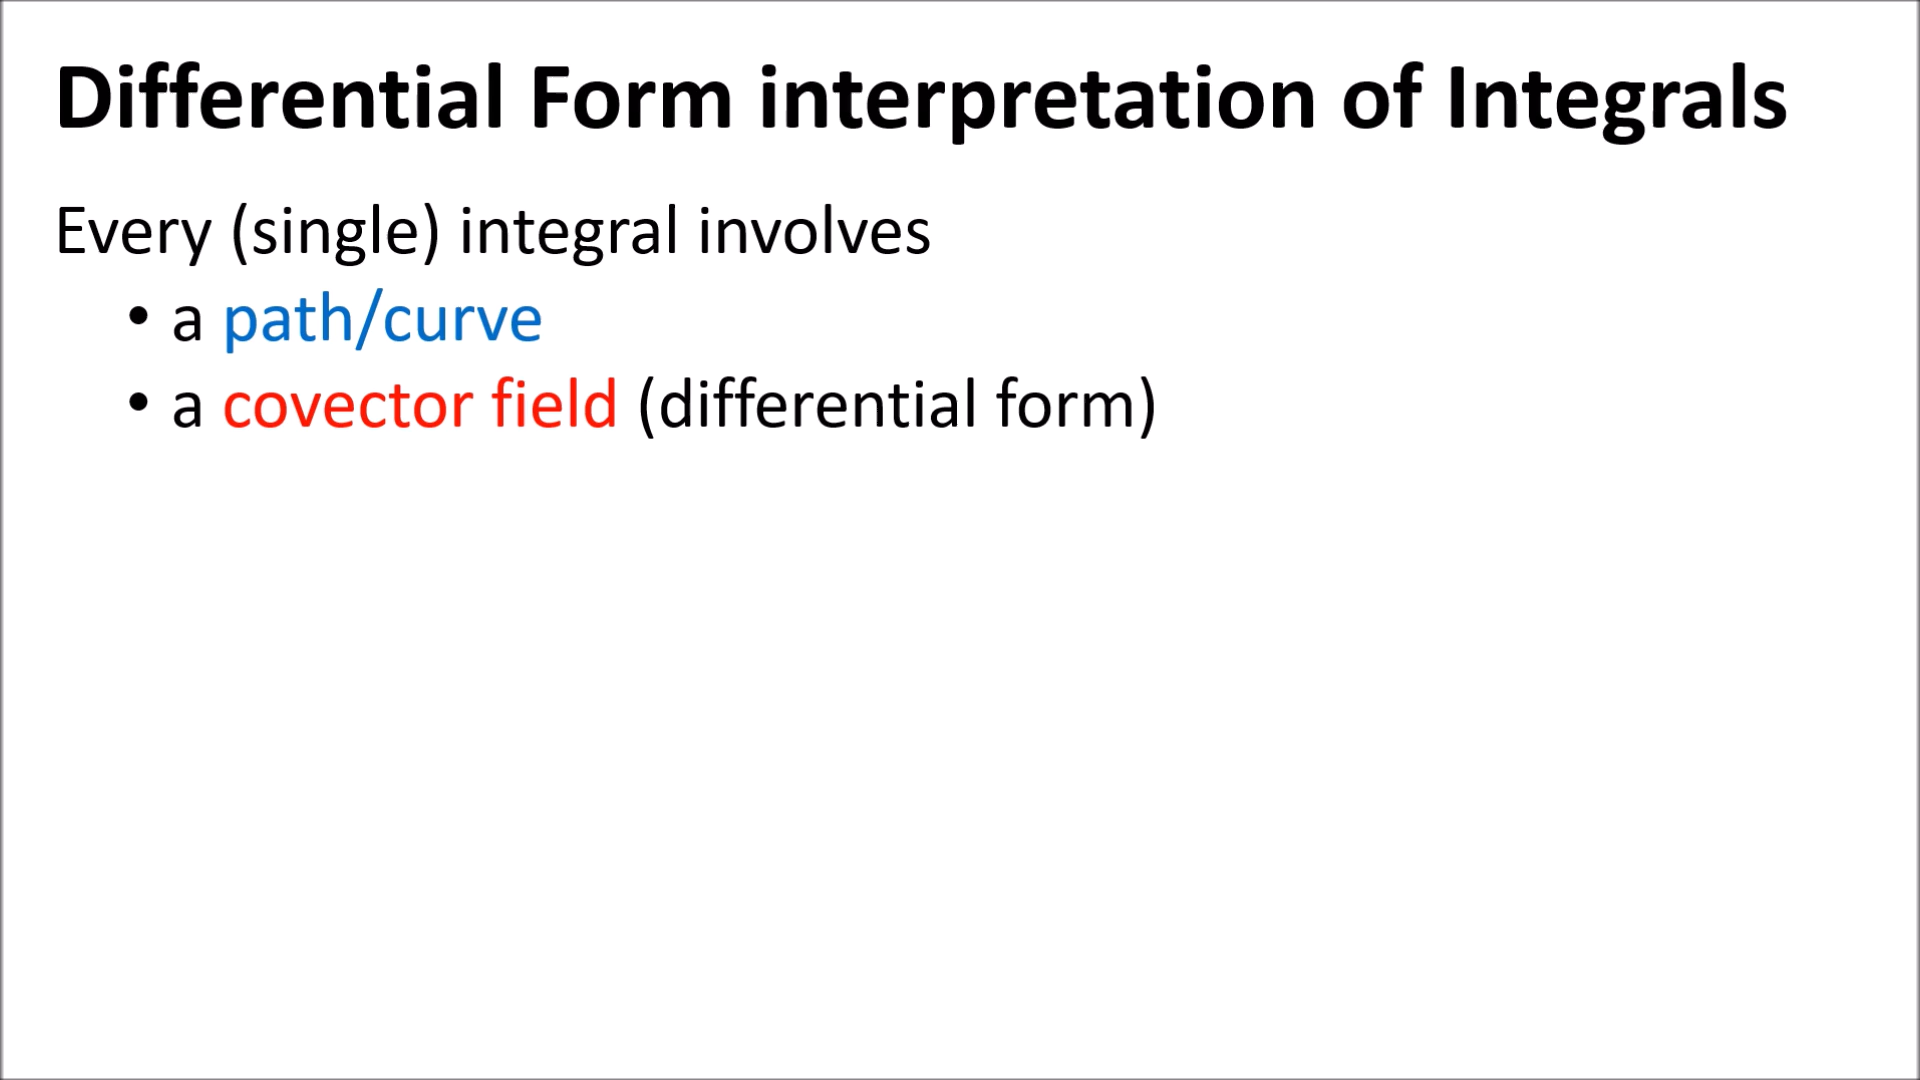 Differential Form interpretation of Integrals
Every (single) integral involves
• a path/curve
• a covector field (differential form)